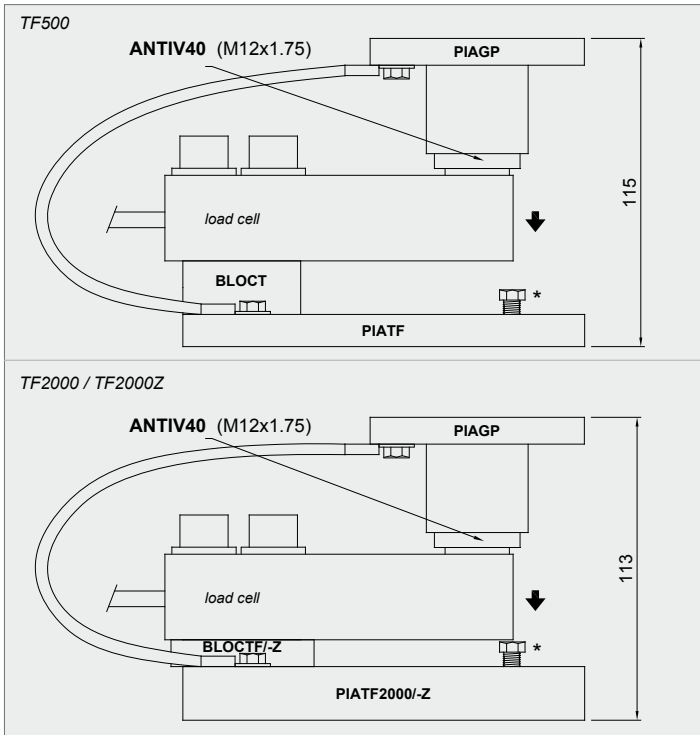 TF500
ANTIV40 (M12x1.75)
PIAGP
load cell
115
BLOCT
*
PIATF
TF2000 / TF2000Z
ANTIV40 (M12x1.75)
PIAGP
load cell
113
BLOCTF/-Z
*
PIATF2000/-Z